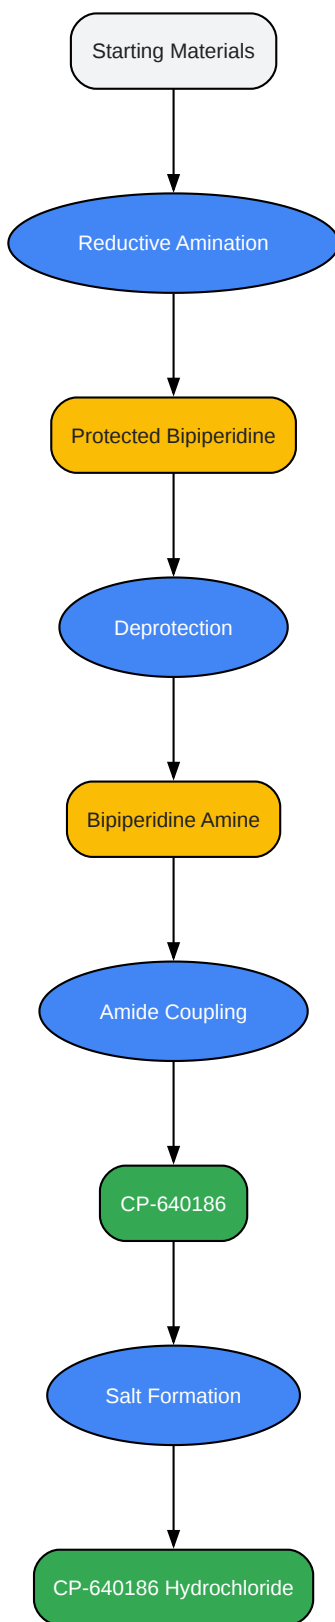 Starting Materials
Reductive Amination
Protected Bipiperidine
Deprotection
Bipiperidine Amine
Amide Coupling
CP-640186
Salt Formation
CP-640186 Hydrochloride